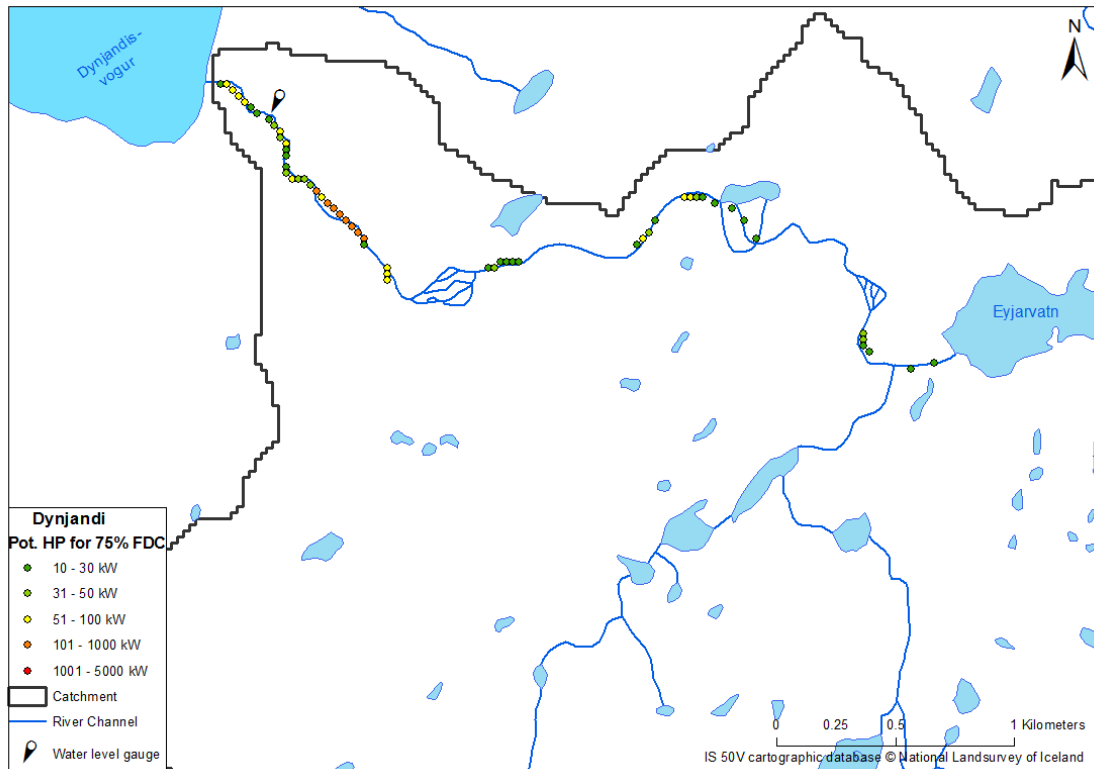 Dynjandis-
vogur
N
Eyjarvatn
Dynjandi
Pot. HP for 75% FDC
10 - 30 kW
31 - 50 kW
51 - 100 kW
101 - 1000 kW
1001 - 5000 kW
Catchment
River Channel
Water level gauge
0 0.25 0.5 1 Kilometers
IS 50V cartographic database © National Landsurvey of Iceland